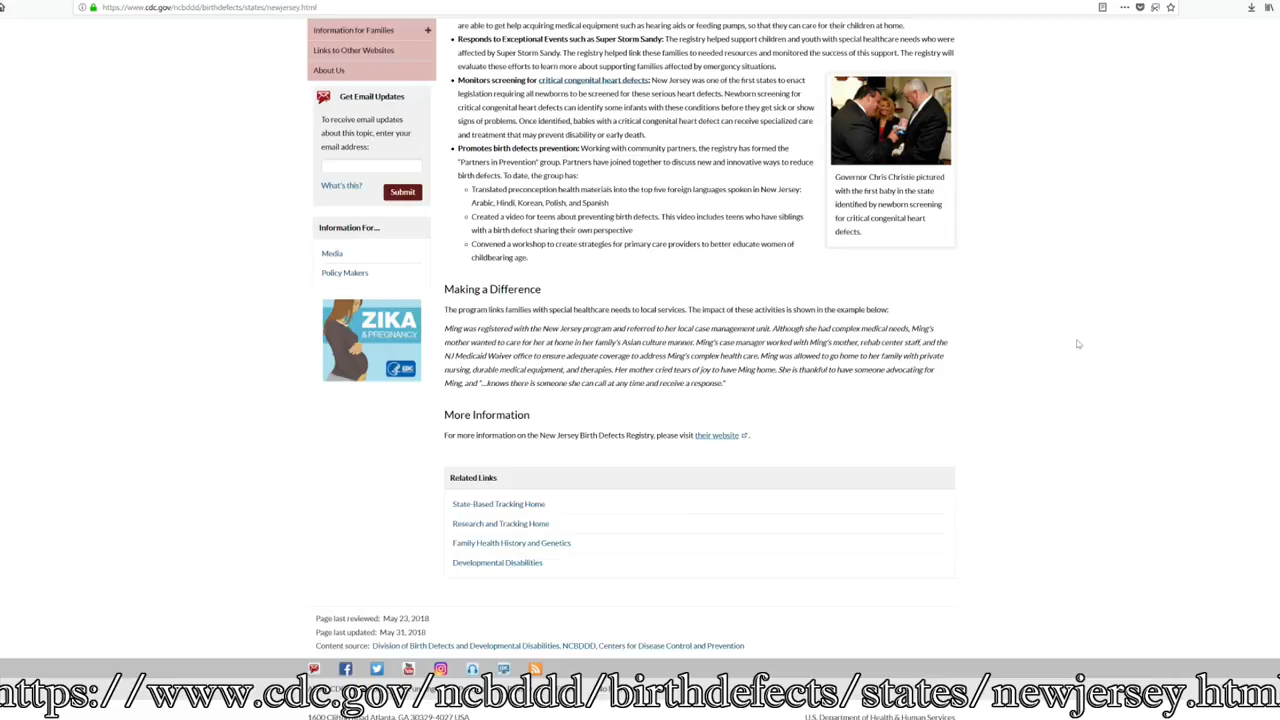 https://www.cdc.gov/ncbddd/birthdefects/states/newjersey.html
Information for Families
Links to Other Websites
About Us
Get Email Updates
To receive email updates
about this topic, enter your
email address:
What's this?
Submit
Information For...
Media
Policy Makers
ZIKA
& PREGNANCY
CDC
are able to get help acquiring medical equipment such as hearing aids or feeding pumps, so that they can care for their children at home.
Responds to Exceptional Events such as Super Storm Sandy: The registry helped support children and youth with special healthcare needs who were
affected by Super Storm Sandy. The registry helped link these families to needed resources and monitored the success of this support. The registry will
evaluate these efforts to learn more about supporting families affected by emergency situations.
Monitors screening for critical congenital heart defects: New Jersey was one of the first states to enact
legislation requiring all newborns to be screened for these serious heart defects. Newborn screening for
critical congenital heart defects can identify some infants with these conditions before they get sick or show
signs of problems. Once identified, babies with a critical congenital heart defect can receive specialized care
and treatment that may prevent disability or early death.
Promotes birth defects prevention: Working with community partners, the registry has formed the
"Partners in Prevention" group. Partners have joined together to discuss new and innovative ways to reduce
birth defects. To date, the group has:
Translated preconception health materials into the top five foreign languages spoken in New Jersey:
Arabic, Hindi, Korean, Polish, and Spanish
Created a video for teens about preventing birth defects. This video includes teens who have siblings
with a birth defect sharing their own perspective
Convened a workshop to create strategies for primary care providers to better educate women of
childbearing age.
Governor Chris Christie pictured
with the first baby in the state
identified by newborn screening
for critical congenital heart
defects.
Making a Difference
The program links families with special healthcare needs to local services. The impact of these activities is shown in the example below:
Ming was registered with the New Jersey program and referred to her local case management unit. Although she had complex medical needs, Ming's
mother wanted to care for her at home in her family's Asian culture manner. Ming's case manager worked with Ming's mother, rehab center staff, and the
NJ Medicaid Waiver office to ensure adequate coverage to address Ming's complex health care. Ming was allowed to go home to her family with private
nursing, durable medical equipment, and therapies. Her mother cried tears of joy to have Ming home. She is thankful to have someone advocating for
Ming, and "...knows there is someone she can call at any time and receive a response."
More Information
For more information on the New Jersey Birth Defects Registry, please visit their website.
Related Links
State-Based Tracking Home
Research and Tracking Home
Family Health History and Genetics
Developmental Disabilities
Page last reviewed: May 23, 2018
Page last updated: May 31, 2018
Content source: Division of Birth Defects and Developmental Disabilities, NCBDDD, Centers for Disease Control and Prevention
https://www.cdc.gov/ncbddd/birthdefects/states/newjersey.html
1600 Clifton Road Atlanta, GA 30329-4027 USA
U.S. Department of Health & Human Services